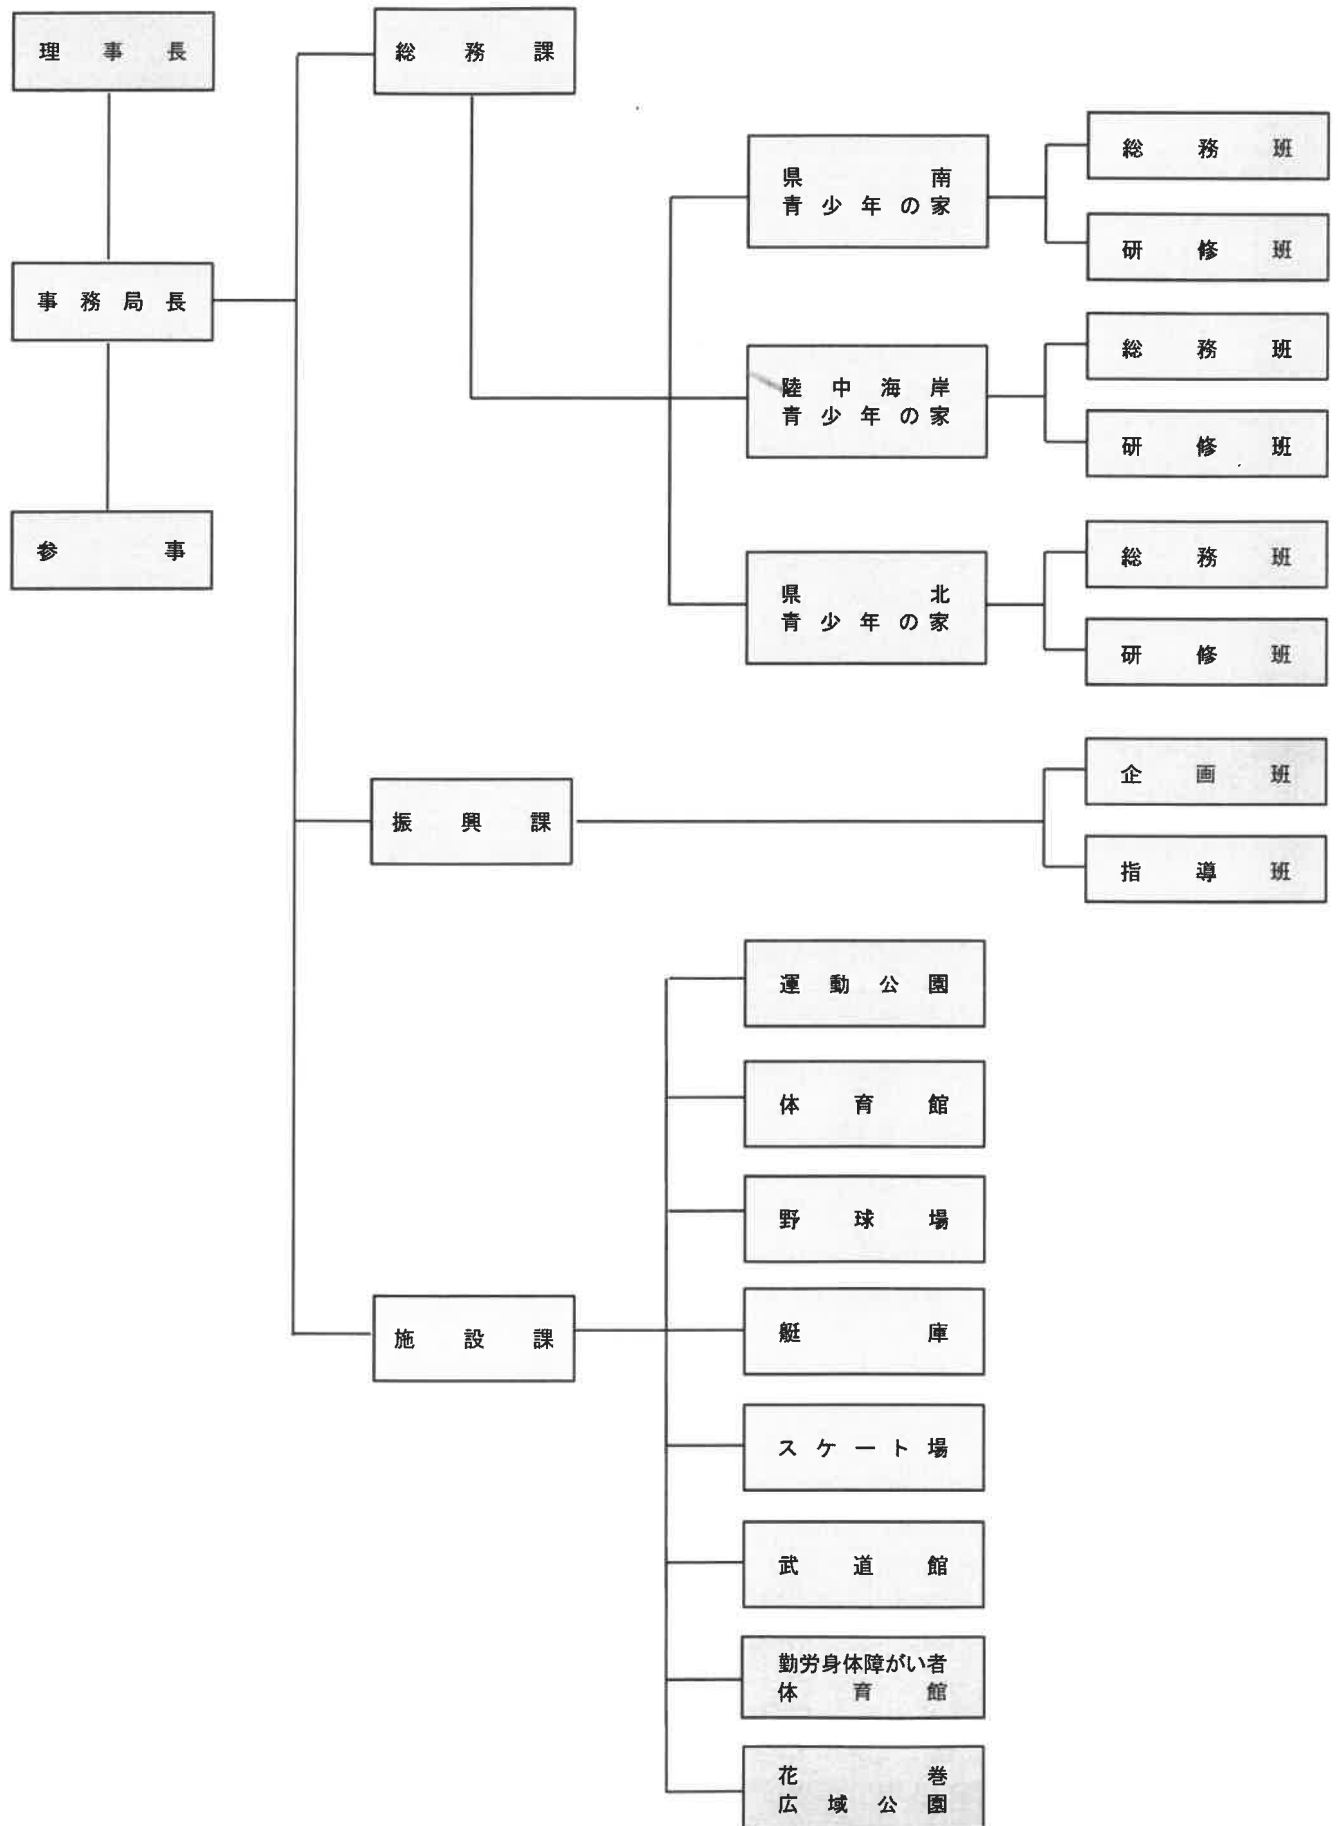 理事長
事務局長
参事
総務課
県南
青少年の家
総務班
研修班
陸中海岸
青少年の家
総務班
研修班
県北
青少年の家
総務班
研修班
振興課
企画班
指導班
施設課
運動公園
体育館
野球場
艇庫
スケート場
武道館
勤労身体障がい者
体育館
花巻
広域公園